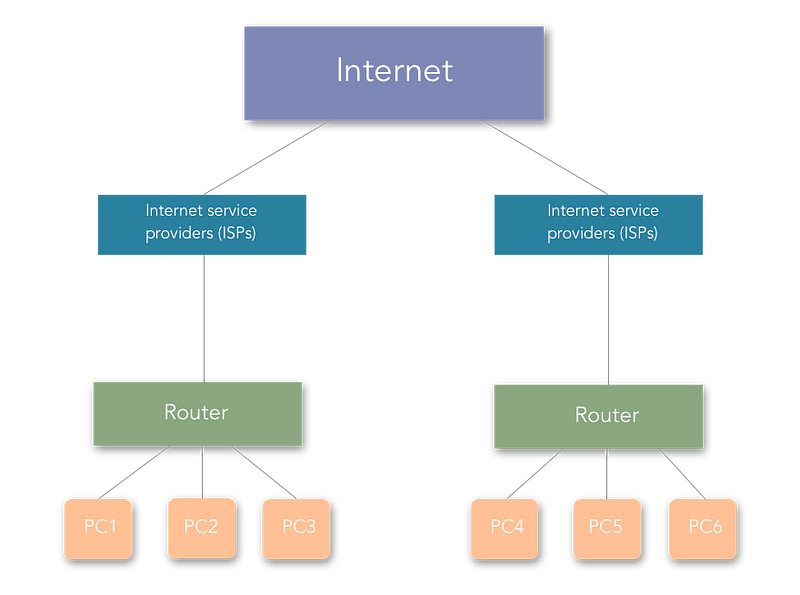 Internet
Internet service
providers (ISPs)
Internet service
providers (ISPs)
Router
Router
PC1
PC2
PC3
PC4
PC5
PC6